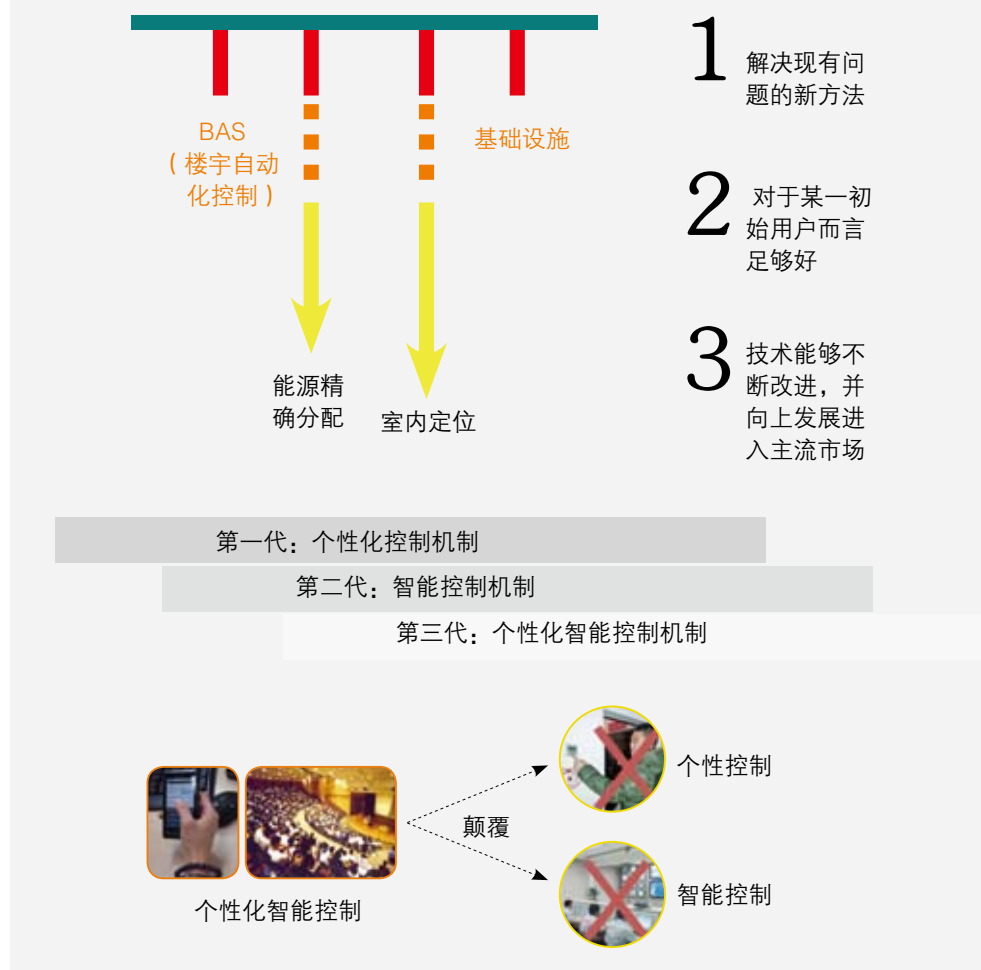 BAS
（楼宇自动
化控制）
基础设施
能源精
确分配
室内定位
1
解决现有问
题的新方法
2
对于某一初
始用户而言
足够好
3
技术能够不
断改进，并
向上发展进
入主流市场
第一代：个性化控制机制
第二代：智能控制机制
第三代：个性化智能控制机制
个性化智能控制
颠覆
个性控制
智能控制